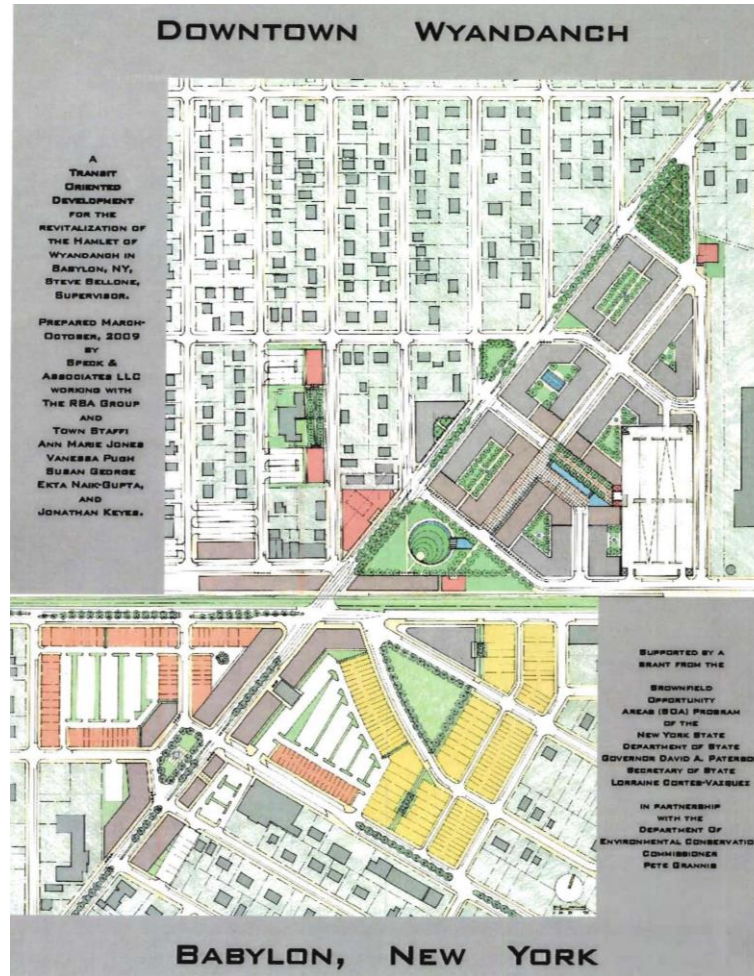 DOWNTOWN WYANDANCH
A
TRANSIT
ORIENTED
DEVELOPMENT
FOR THE
REVITALIZATION OF
THE HAMLET OF
WYANDANCH IN
BABYLON, NY,
STEVE BELLONE,
SUPERVISOR.
PREPARED MARCH-
OCTOBER, 2009
BY
SPECK &
ASSOCIATES LLC
WORKING WITH
THE RBA GROUP
AND
TOWN STAFF:
ANN MARIE JONES
VANESSA PUGH
SUSAN GEORGE
EKTA NAIK-GUPTA,
AND
JONATHAN KEYES.
SUPPORTED BY A
GRANT FROM THE
BROWNFIELD
OPPORTUNITY
AREAS (BOA) PROGRAM
OF THE
NEW YORK STATE
DEPARTMENT OF STATE
GOVERNOR DAVID A. PATERSO
SECRETARY OF STATE
LORRAINE CORTES-VAZQUEZ
IN PARTNERSHIP
WITH THE
DEPARTMENT OF
ENVIRONMENTAL CONSERVATIO
COMMISSIONER
PETE GRANNIS
BABYLON, NEW YORK